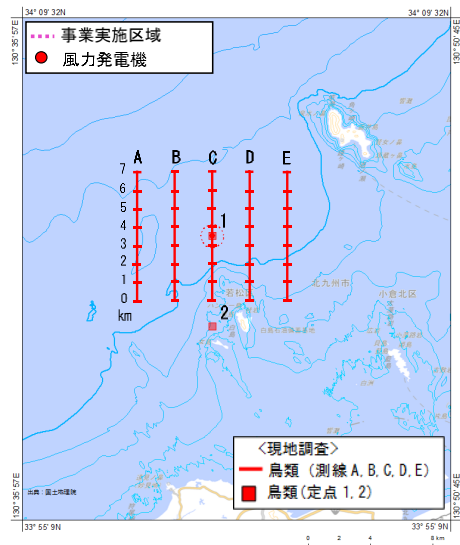 34° 09' 32N
34° 09' 32N
130° 35' 57E
130° 50' 45E
事業実施区域
風力発電機
A B C D E
7
6
5
4
3
2
1
0
km
1
2
若松区
北九州市
小倉北区
<現地調査>
鳥類 (測線A,B,C,D,E)
鳥類(定点1,2)
出典：国土地理院
130° 35' 57E
130° 50' 45E
33° 55' 9N
33° 55' 9N
0 2 4 8 km